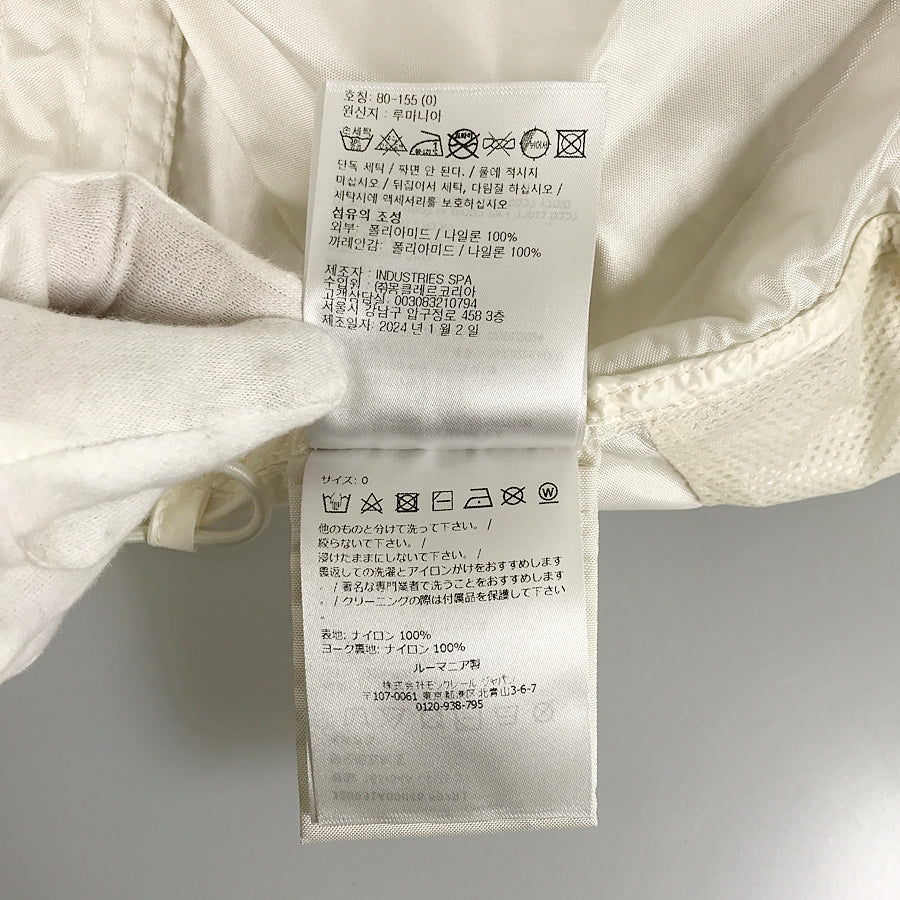 호칭: 80-155 (0)
원산지 : 루마니아
손세탁
드라이
단독 세탁 / 짜면 안 된다. / 물에 적시지
마십시오 / 뒤집어서 세탁, 다림질 하십시오 /
세탁시에 액세서리를 보호하십시오
섬유의 조성
외부: 폴리아미드 / 나일론 100%
까레안감: 폴리아미드 / 나일론 100%
제조자 : INDUSTRIES SPA
수입원 : (주)몽클레르코리아
고객상담실. 003083210794
서울시 강남구 압구정로 458 3층
제조일자: 2024 년 1 월 2 일
サイズ: 0
W
他のものと分けて洗って下さい。 /
絞らないで下さい。 /
浸けたままにしないで下さい。 /
裏返しての洗濯とアイロンがけをおすすめします
。 / 著名な専門業者で洗うことをおすすめします
。 / クリーニングの際は付属品を保護して下さい
。
表地: ナイロン 100%
ヨーク裏地: ナイロン 100%
ルーマニア製
株式会社モンクレール ジャパン
〒107-0061 東京都港区北青山3-6-7
0120-938-795